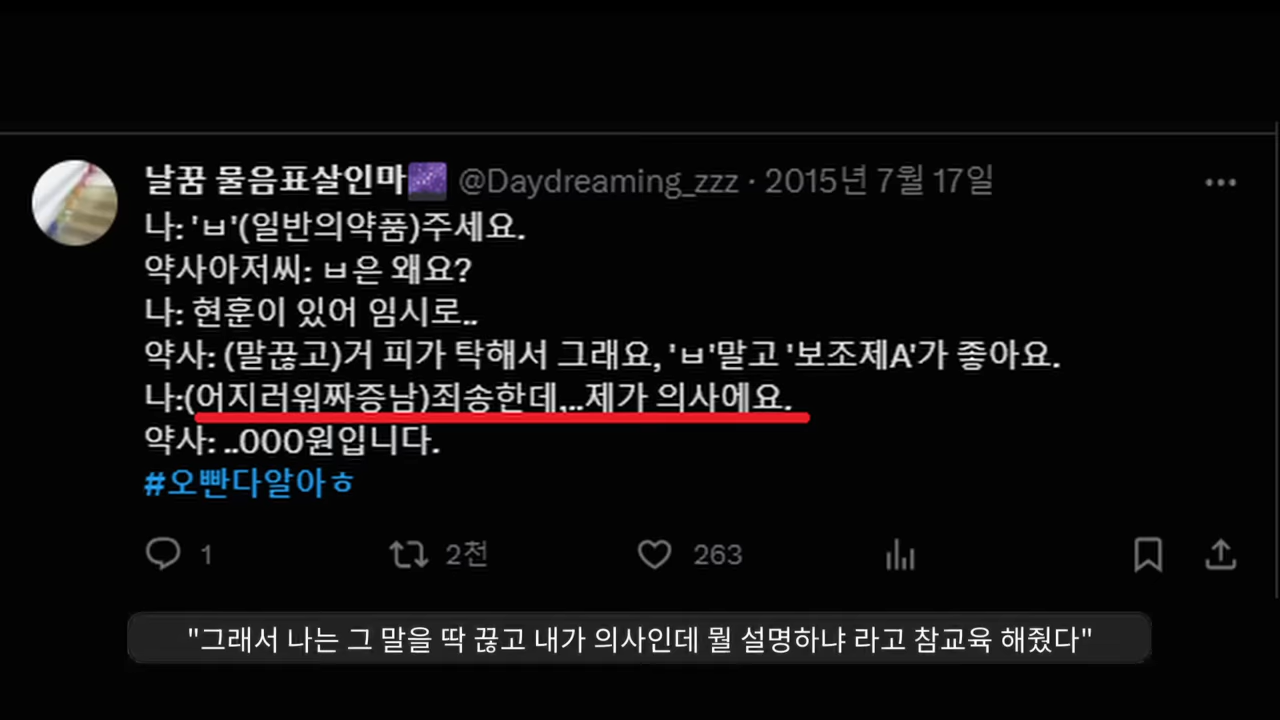 날꿈 물음표살인마🌌 @Daydreaming_zzz · 2015년 7월 17일
나: 'ㅂ'(일반의약품)주세요.
약사아저씨: ㅂ은 왜요?
나: 현훈이 있어 임시로..
약사: (말끊고)거 피가 탁해서 그래요, 'ㅂ'말고 '보조제A'가 좋아요.
나:(어지러워짜증남)죄송한데,..제가 의사에요.
약사: ..000원입니다.
#오빤다알아ㅎ
1 2천 263
"그래서 나는 그 말을 딱 끊고 내가 의사인데 뭘 설명하냐 라고 참교육 해줬다"